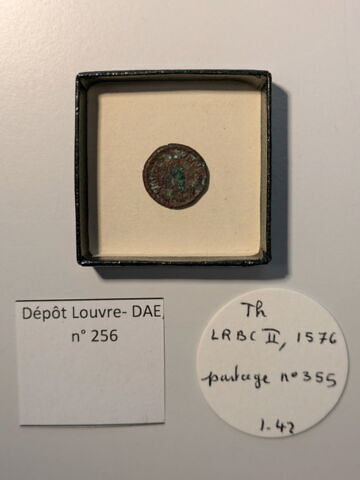 Dépôt Louvre- DAE,
n° 256
Th
LRBC II, 1576
partage n° 355
1.42